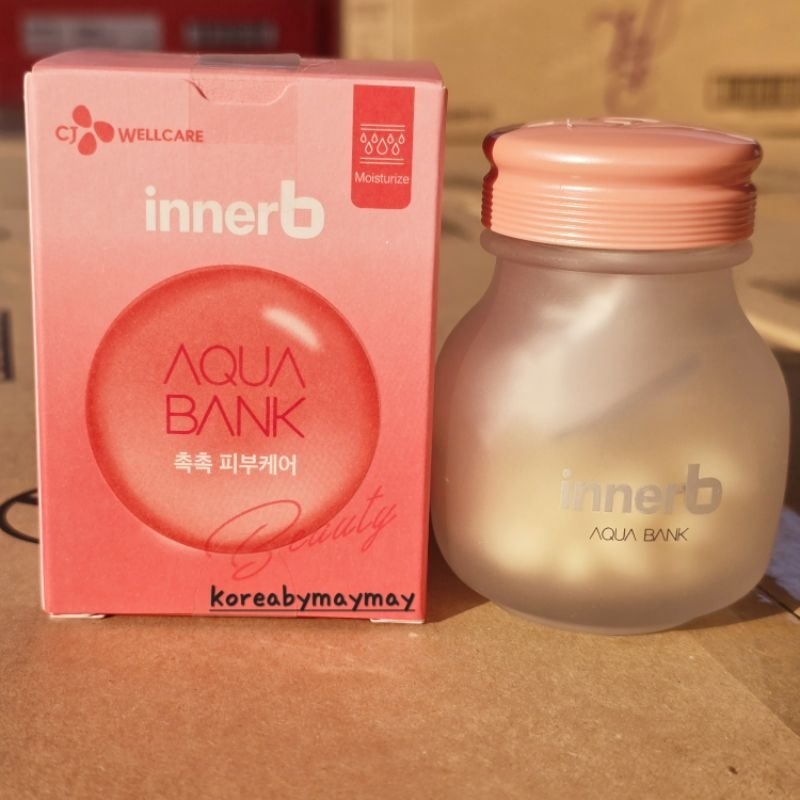 CJ WELLCARE
Moisturize
innerb
AQUA
BANK
촉촉 피부케어
Beauty
koreabymaymay
innerb
AQUA BANK